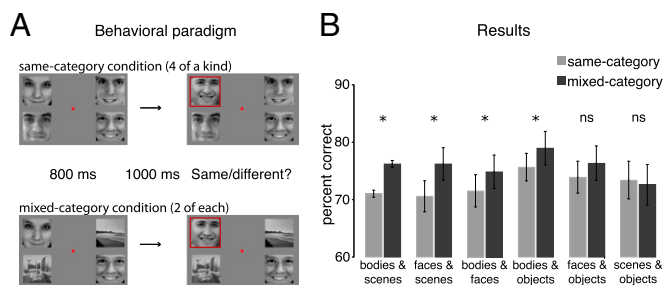 A
Behavioral paradigm
same-category condition (4 of a kind)
800 ms
1000 ms
Same/different?
mixed-category condition (2 of each)
B
Results
same-category
mixed-category
percent correct
90
80
70
60
*
*
*
*
ns
ns
bodies &
scenes
faces &
scenes
bodies &
faces
bodies &
objects
faces &
objects
scenes &
objects